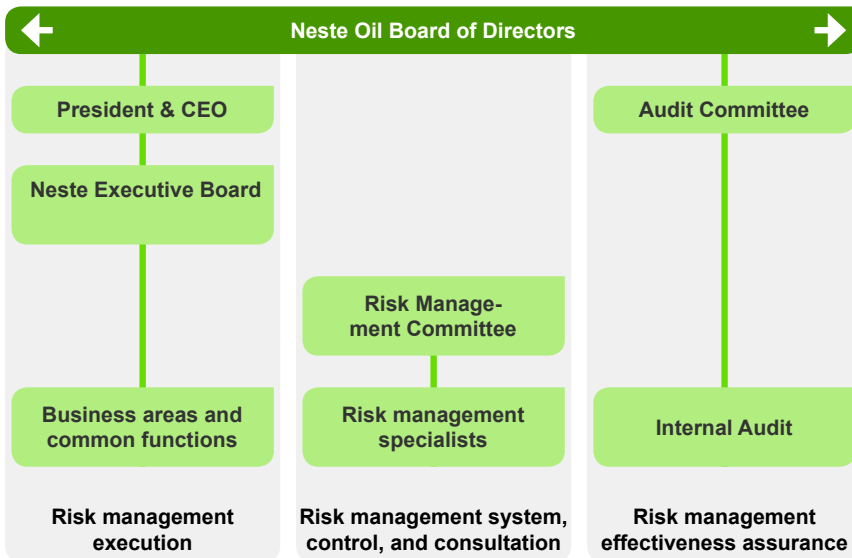 Neste Oil Board of Directors
President & CEO
Neste Executive Board
Business areas and
common functions
Risk management
execution
Risk Manage-
ment Committee
Risk management
specialists
Risk management system,
control, and consultation
Audit Committee
Internal Audit
Risk management
effectiveness assurance